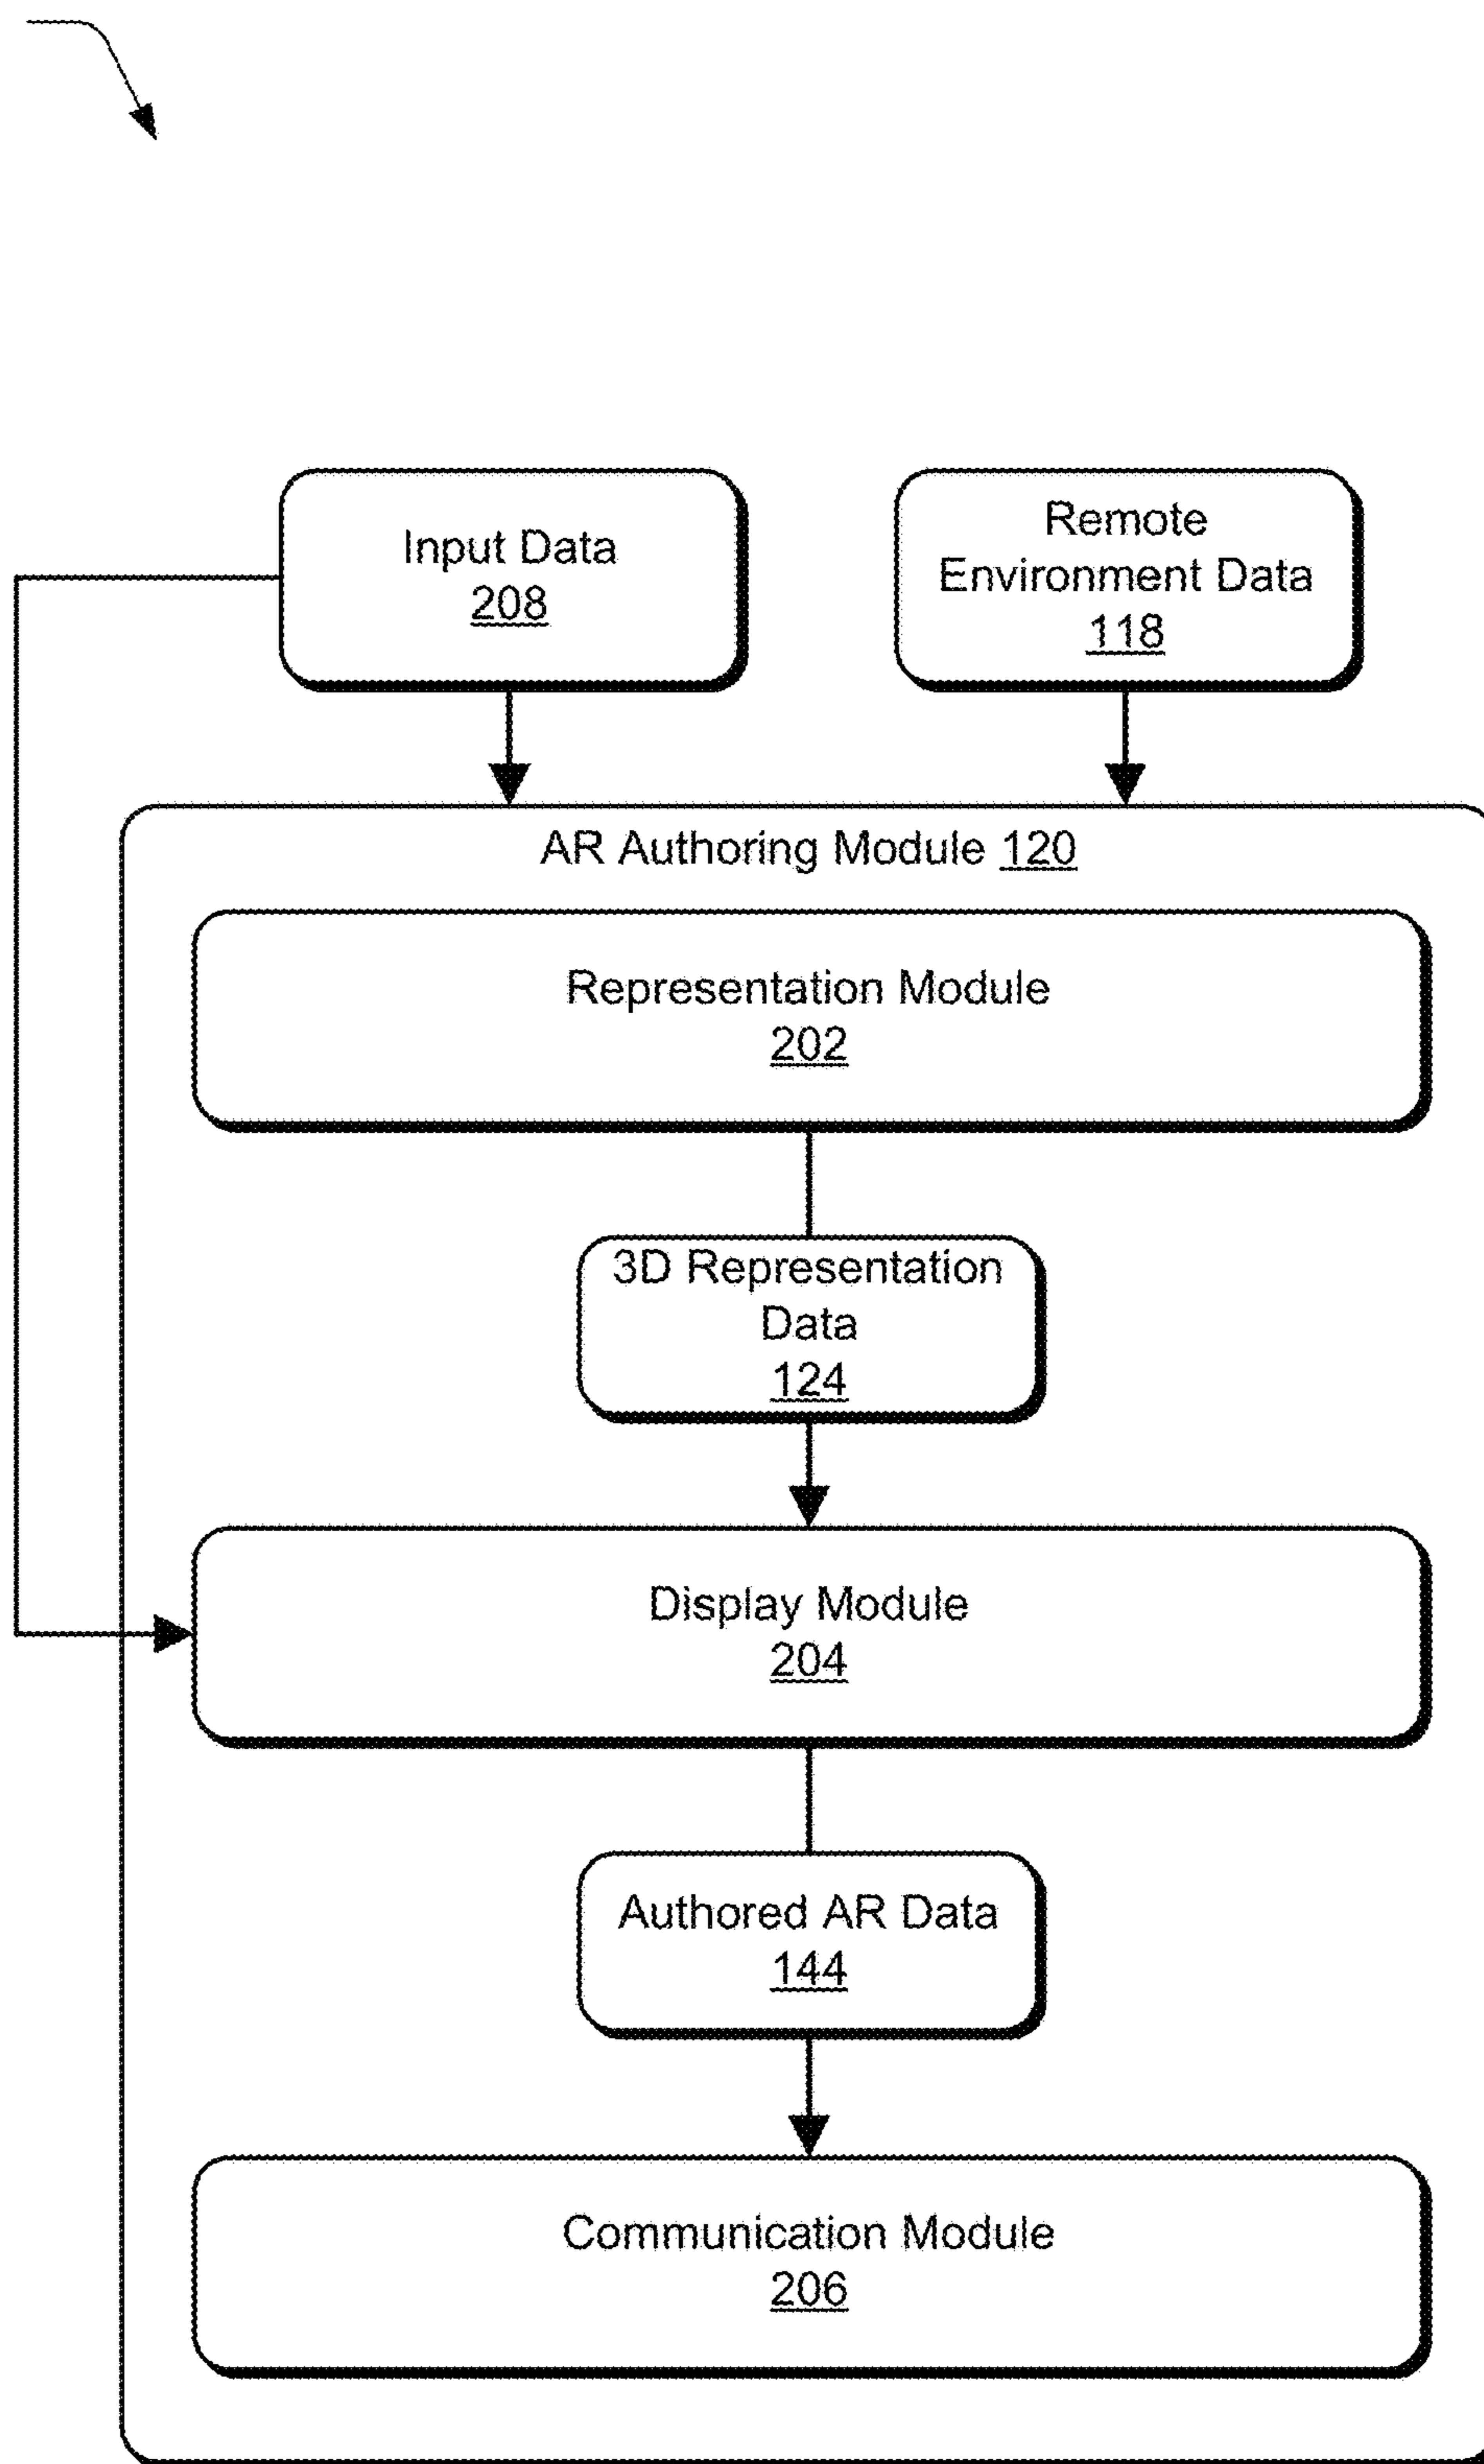 Input Data
208
Remote
Environment Data
118
AR Authoring Module 120
Representation Module
202
3D Representation
Data
124
Display Module
204
Authored AR Data
144
Communication Module
206